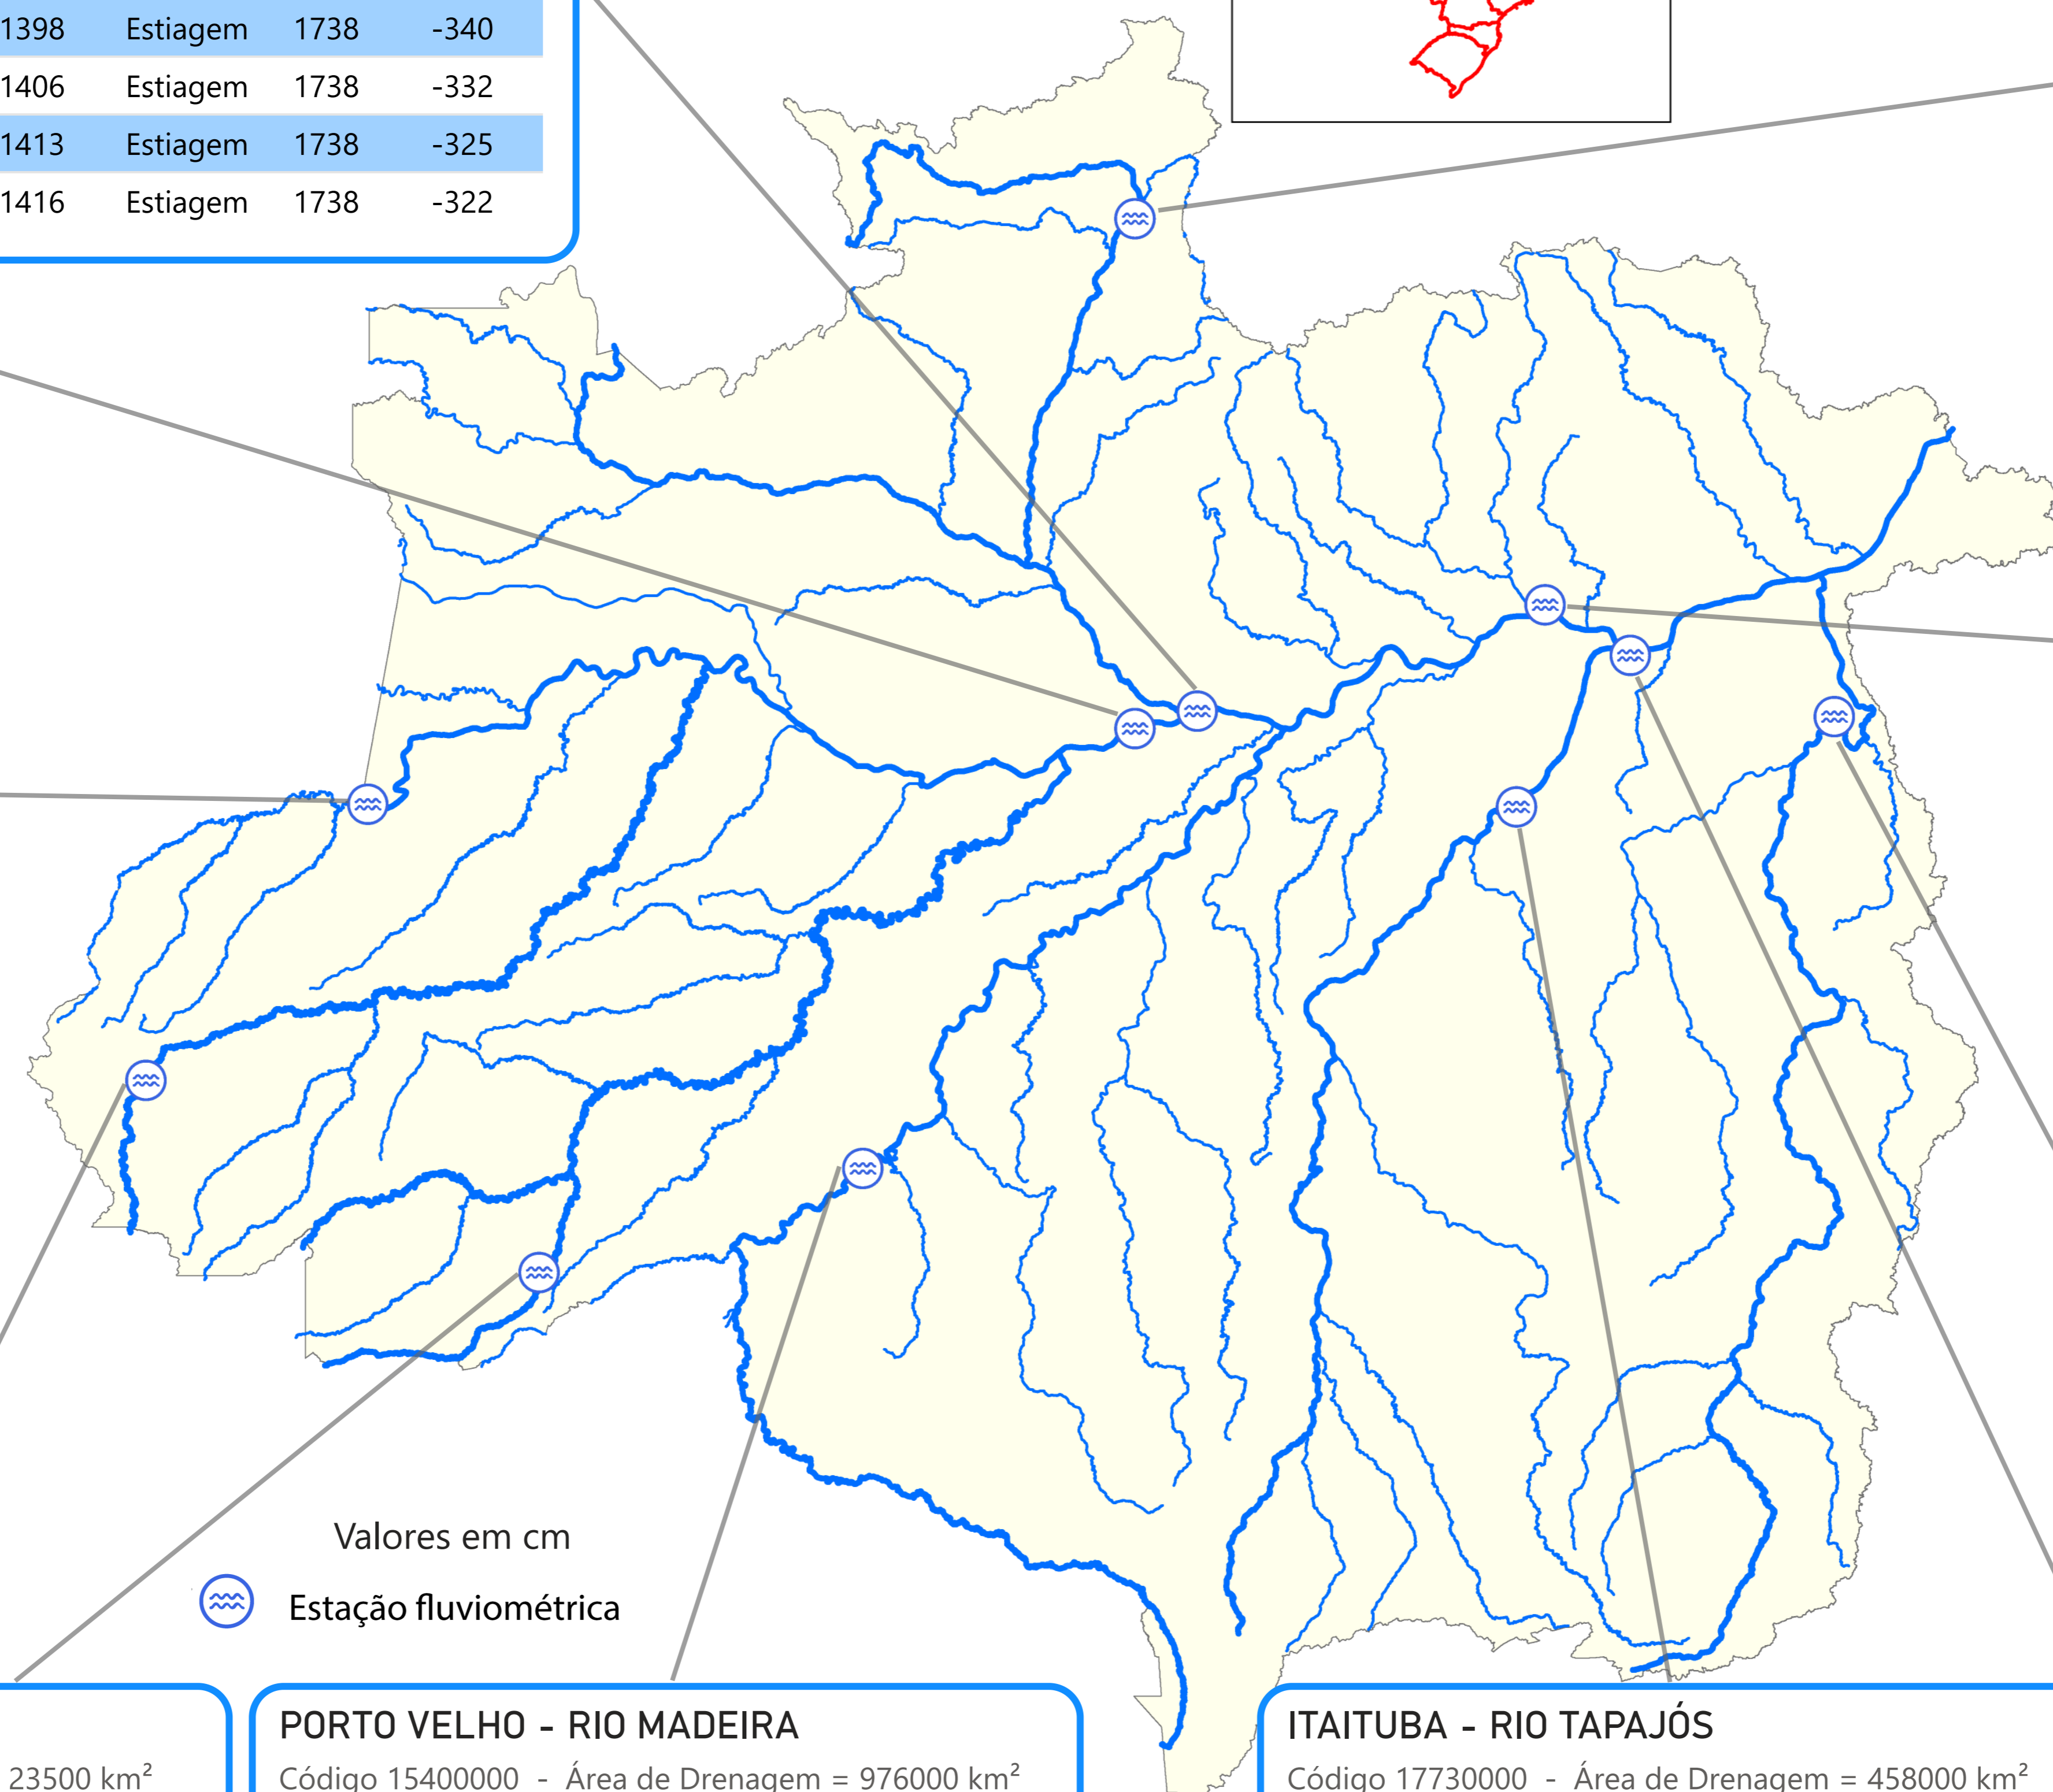 1398 Estiagem 1738 -340
1406 Estiagem 1738 -332
1413 Estiagem 1738 -325
1416 Estiagem 1738 -322
Valores em cm
Estação fluviométrica
23500 km²
PORTO VELHO - RIO MADEIRA
Código 15400000 - Área de Drenagem = 976000 km²
ITAITUBA - RIO TAPAJÓS
Código 17730000 - Área de Drenagem = 458000 km²